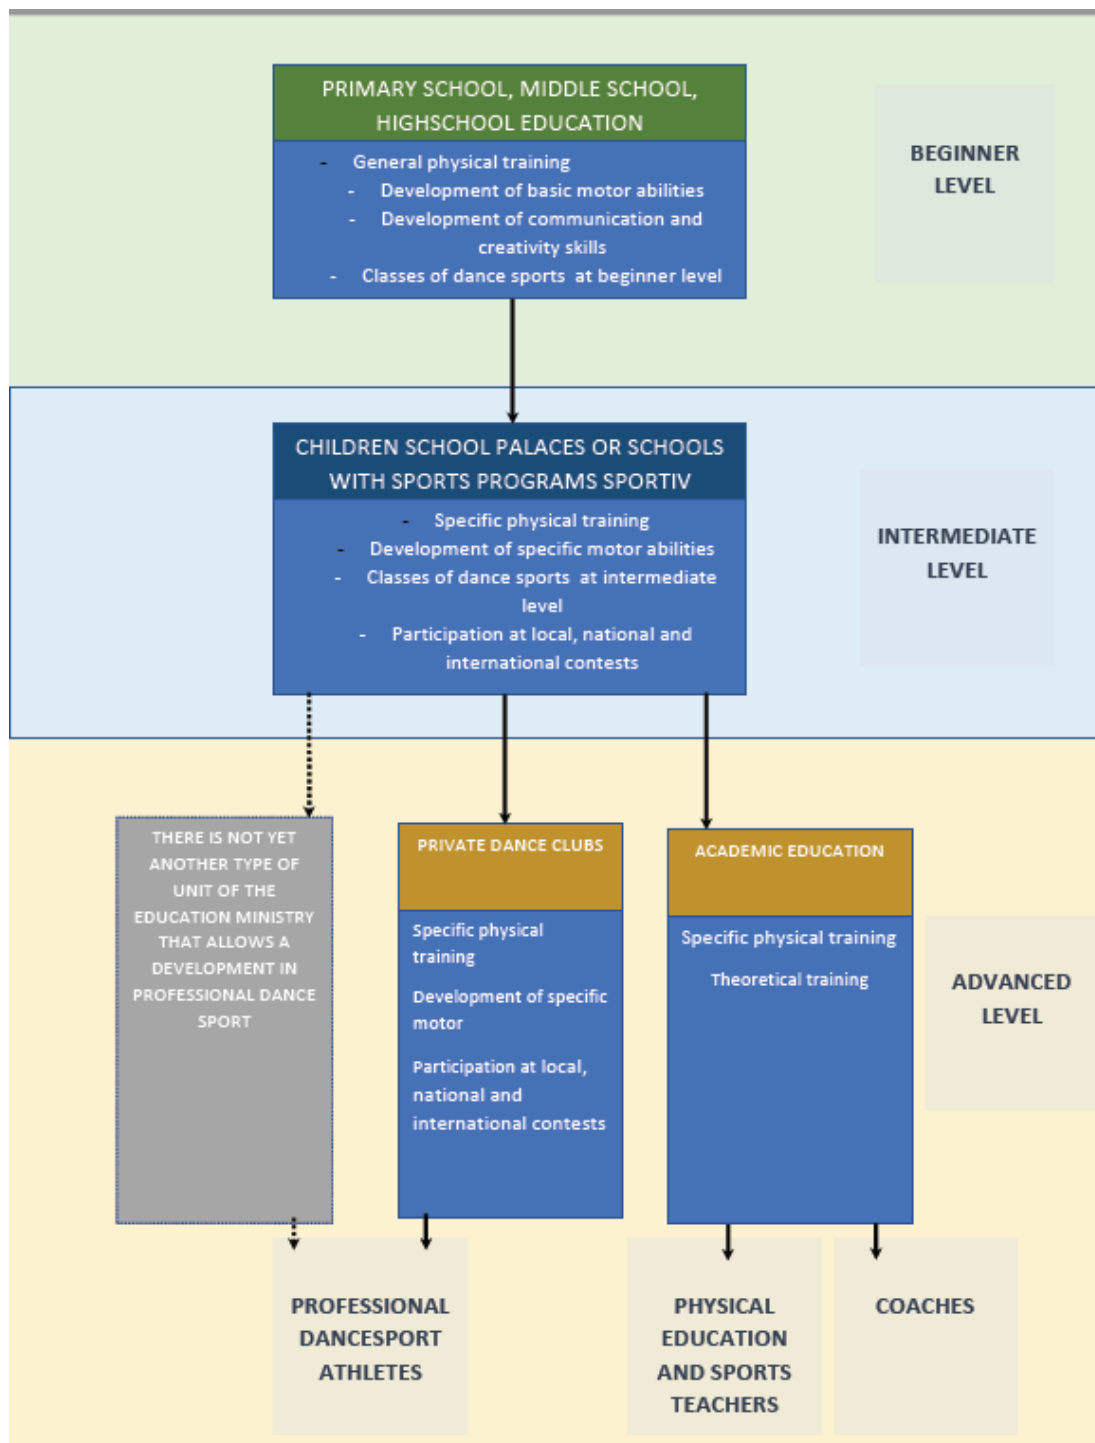 PRIMARY SCHOOL, MIDDLE SCHOOL,
HIGHSCHOOL EDUCATION
- General physical training
- Development of basic motor abilities
- Development of communication and
creativity skills
- Classes of dance sports at beginner level
BEGINNER
LEVEL
CHILDREN SCHOOL PALACES OR SCHOOLS
WITH SPORTS PROGRAMS SPORTIV
- Specific physical training
- Development of specific motor abilities
- Classes of dance sports at intermediate
level
- Participation at local, national and
international contests
INTERMEDIATE
LEVEL
THERE IS NOT YET
ANOTHER TYPE OF
UNIT OF THE
EDUCATION MINISTRY
THAT ALLOWS A
DEVELOPMENT IN
PROFESSIONAL DANCE
SPORT
PRIVATE DANCE CLUBS
Specific physical
training
Development of specific
motor
Participation at local,
national and
international contests
ACADEMIC EDUCATION
Specific physical training
Theoretical training
ADVANCED
LEVEL
PROFESSIONAL
DANCESPORT
ATHLETES
PHYSICAL
EDUCATION
AND SPORTS
TEACHERS
COACHES